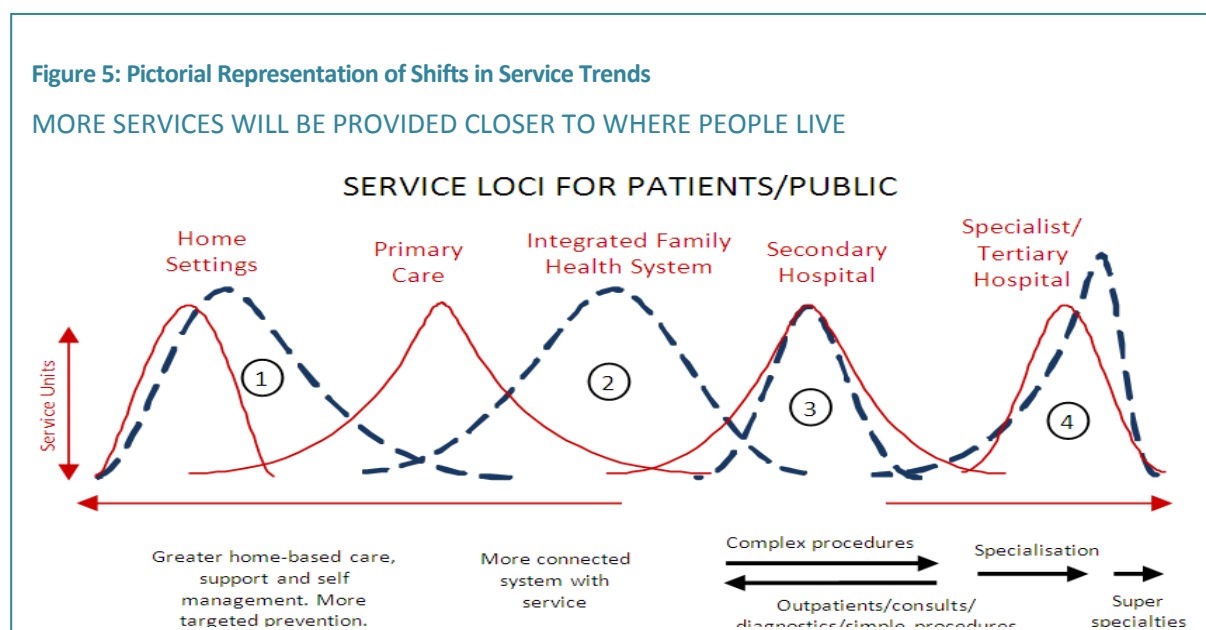 Figure 5: Pictorial Representation of Shifts in Service Trends
MORE SERVICES WILL BE PROVIDED CLOSER TO WHERE PEOPLE LIVE
SERVICE LOCI FOR PATIENTS/PUBLIC
Home
Settings
Primary
Care
Integrated Family
Health System
Secondary
Hospital
Specialist/
Tertiary
Hospital
Service Units
1
2
3
4
Greater home-based care,
support and self
management. More
targeted prevention.
More connected
system with
service
Complex procedures
Outpatients/consults/
diagnostics/simple procedures
Specialisation
Super
specialties